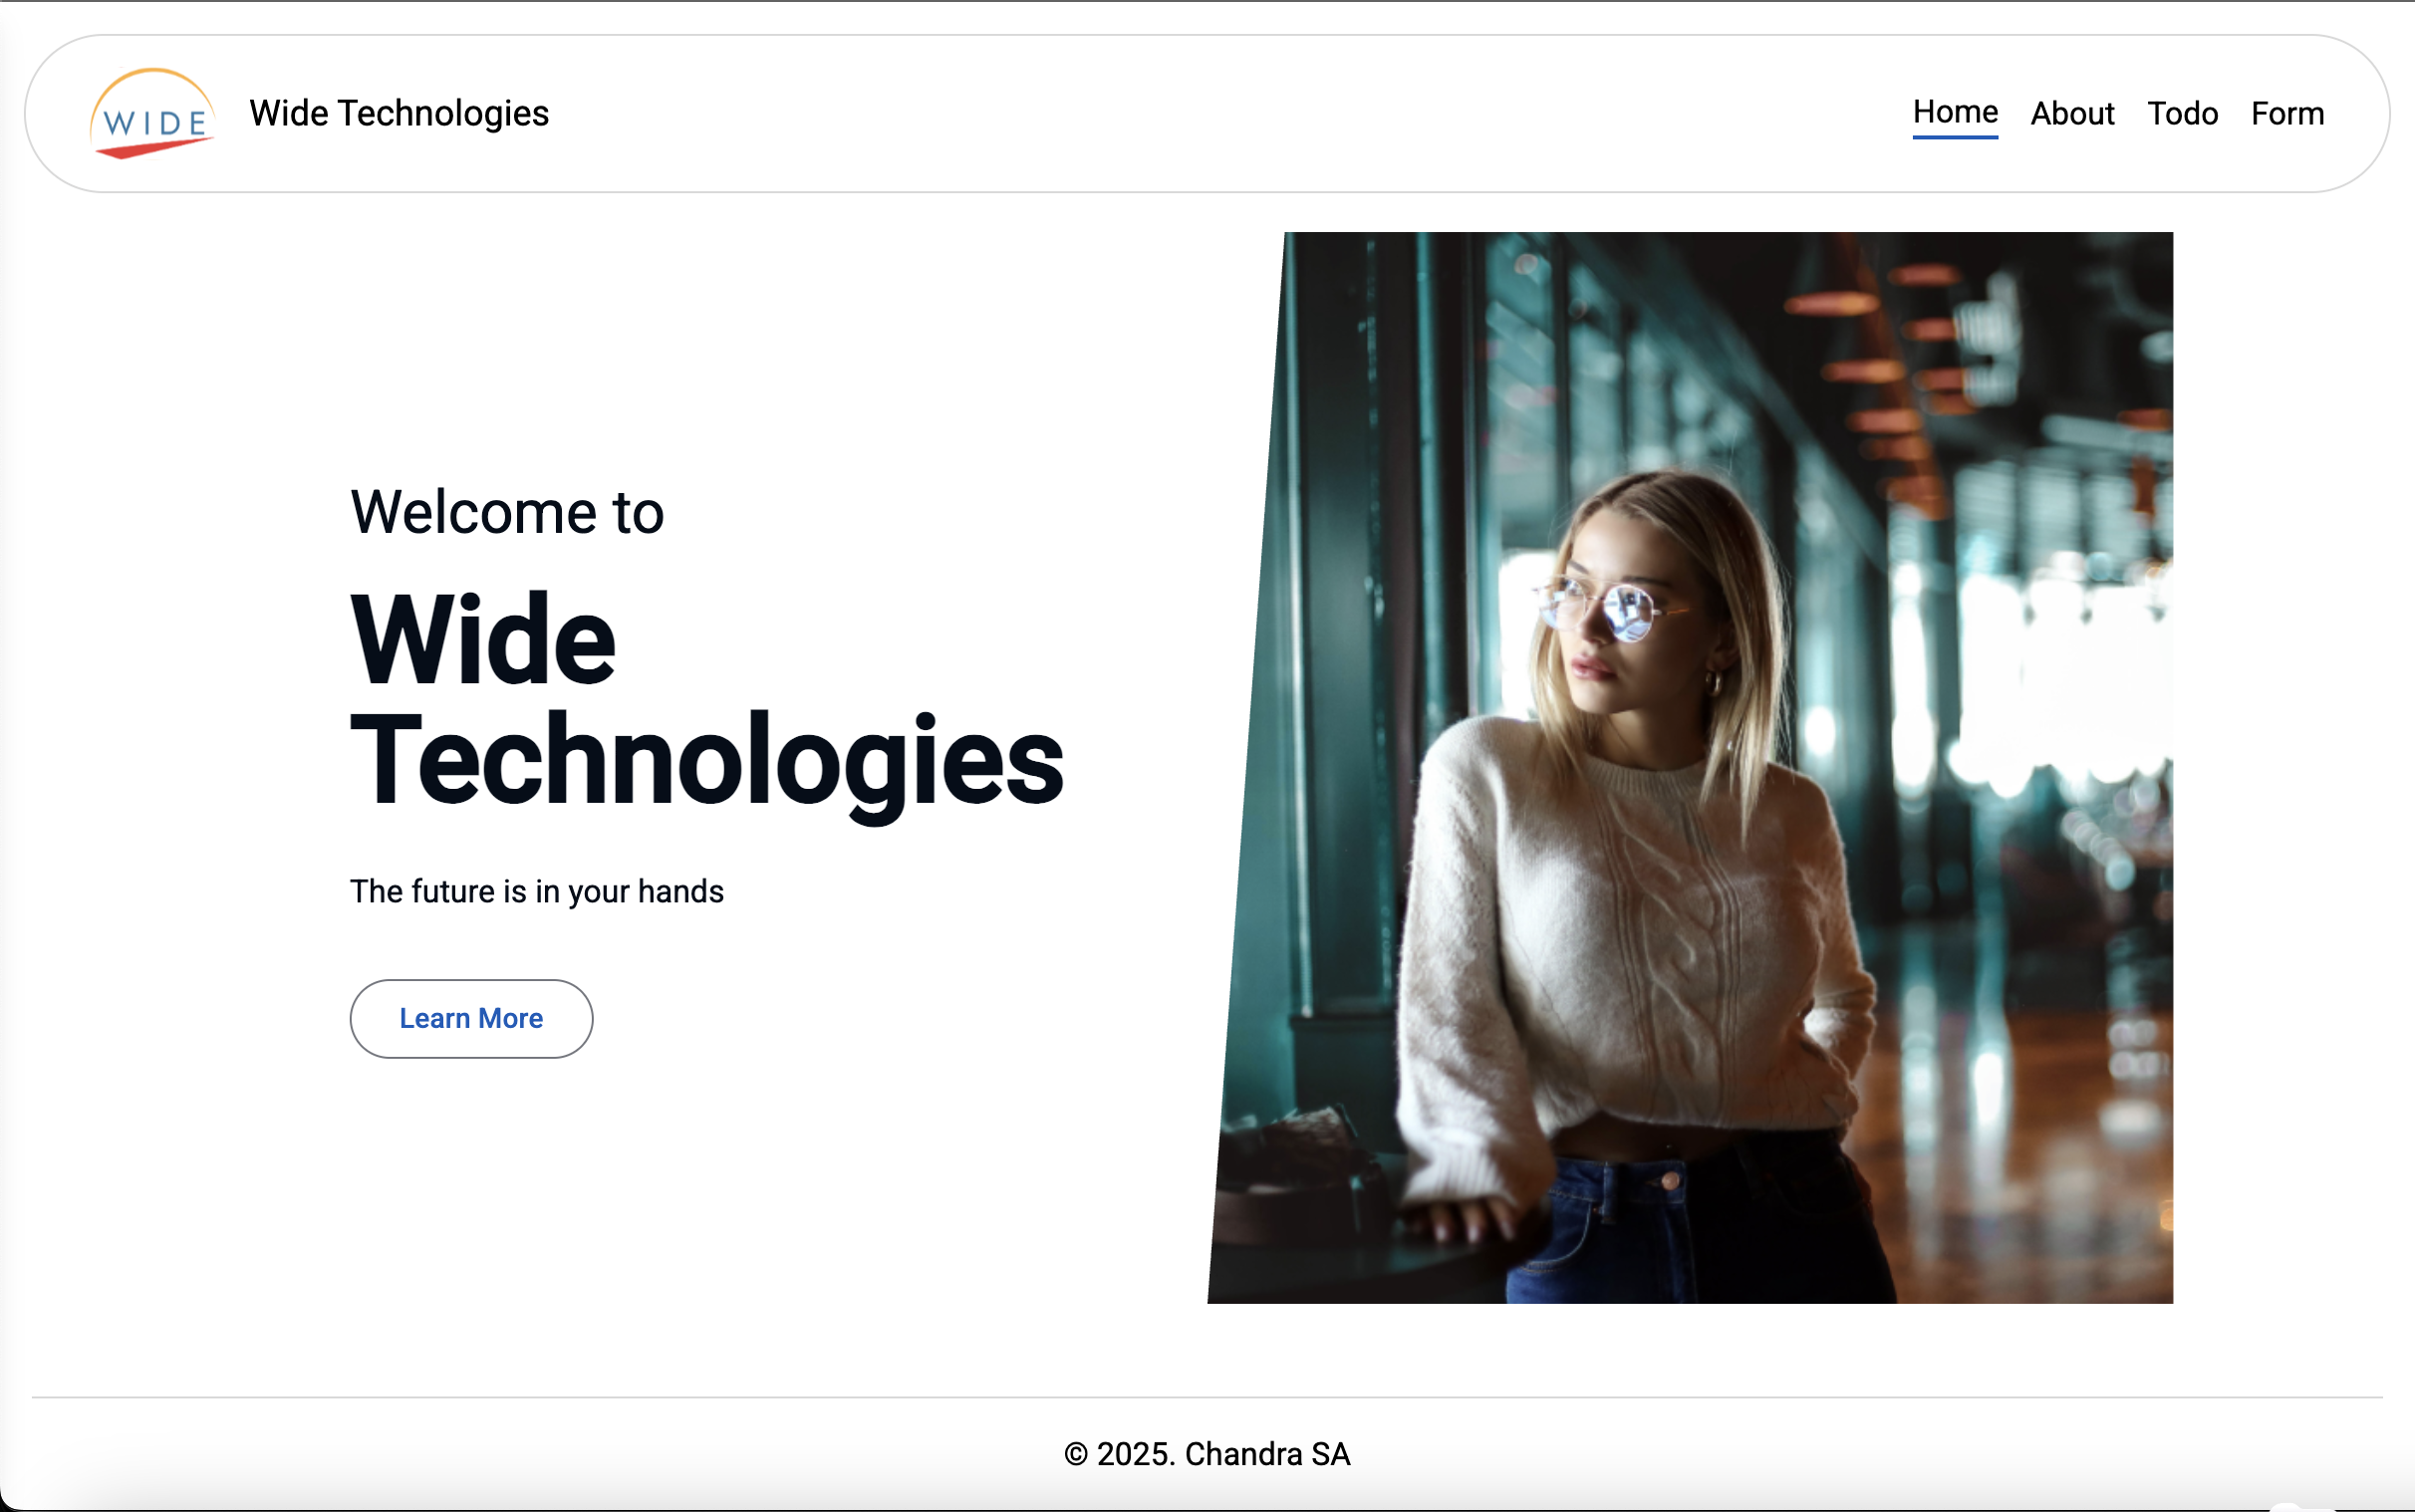 WIDE
Wide Technologies
Home About Todo Form
Welcome to
Wide
Technologies
The future is in your hands
Learn More
© 2025. Chandra SA